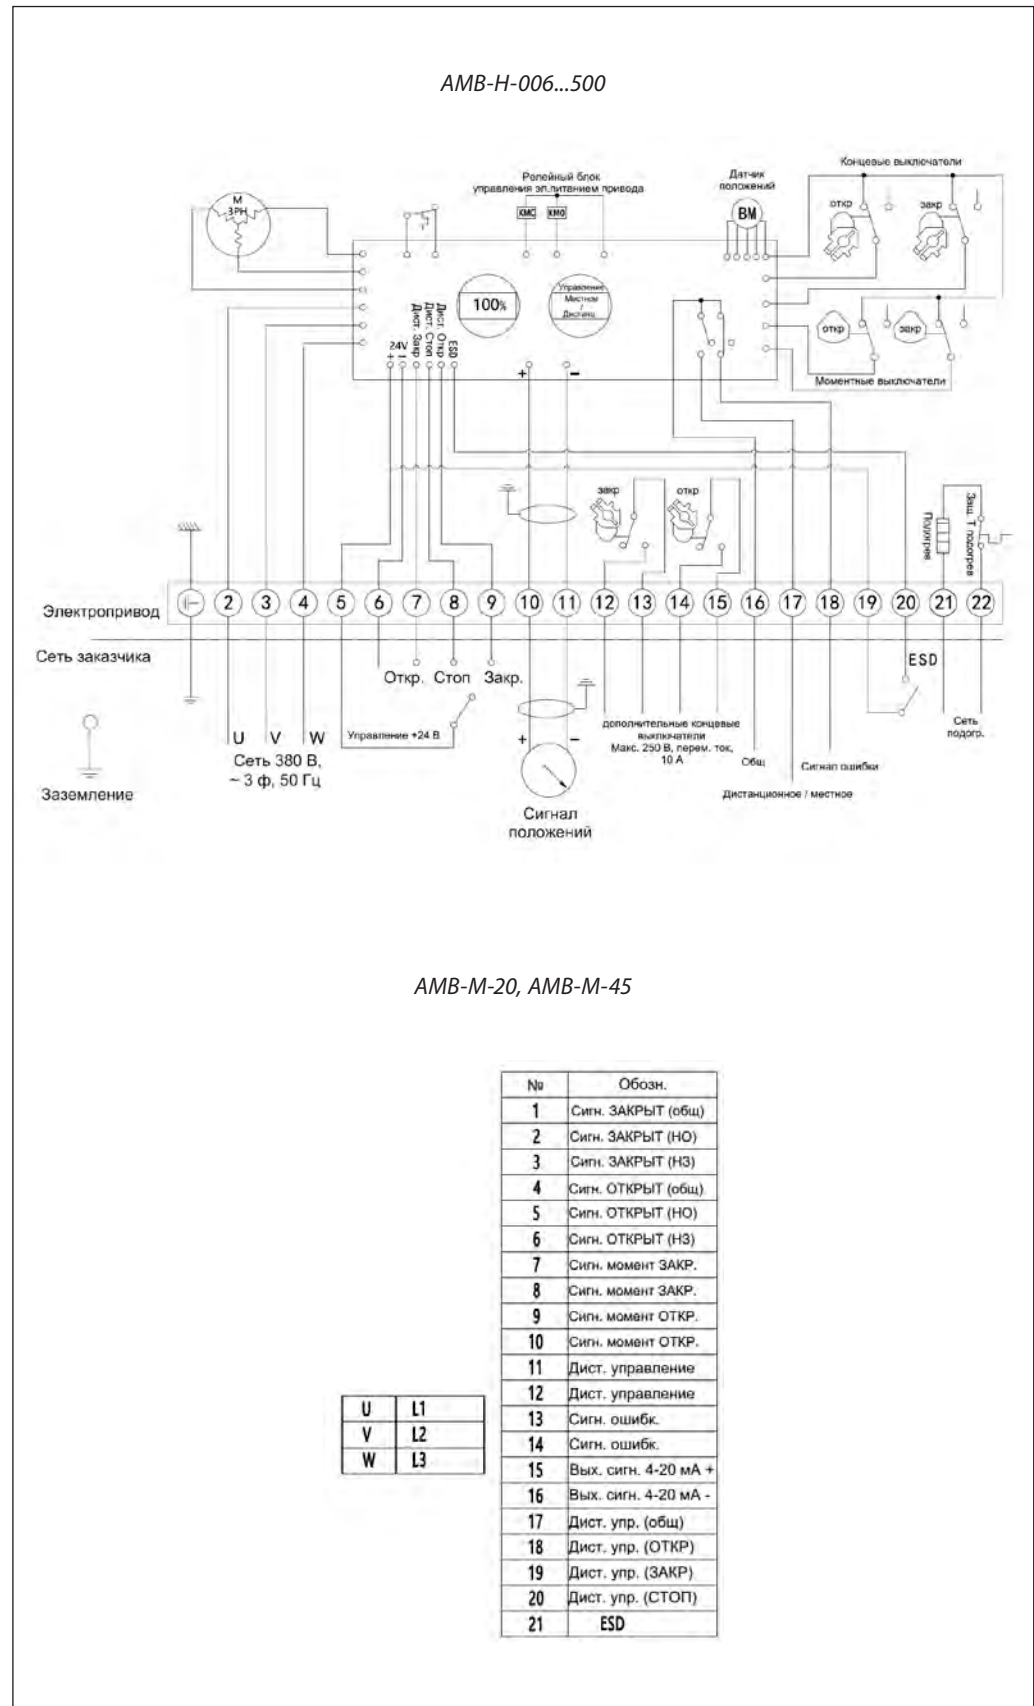 AMB-H-006...500
Концевые выключатели
Релейный блок
управления эл.питанием привода
Датчик
положений
М
3PH
КМС
КМО
BM
откр
закр
100%
Управление
Местное
/
Дистанц.
откр
закр
Моментные выключатели
24V
+
-
Дист. Закр
Дист. Стоп
Дист. Откр
ESD
+
-
закр
откр
Подогрев
Защ. Т подогрев
Электропривод
2 3 4 5 6 7 8 9 10 11 12 13 14 15 16 17 18 19 20 21 22
Сеть заказчика
ESD
Откр. Стоп Закр.
Управление +24 В
U V W
Сеть 380 В,
~ 3 ф, 50 Гц
Заземление
+
-
Сигнал
положений
дополнительные концевые
выключатели
Макс. 250 В, перем. ток,
10 А
Общ
Сигнал ошибки
Дистанционное / местное
Сеть
подогр.
AMB-M-20, AMB-M-45
№ Обозн.
1 Сигн. ЗАКРЫТ (общ)
2 Сигн. ЗАКРЫТ (НО)
3 Сигн. ЗАКРЫТ (НЗ)
4 Сигн. ОТКРЫТ (общ)
5 Сигн. ОТКРЫТ (НО)
6 Сигн. ОТКРЫТ (НЗ)
7 Сигн. момент ЗАКР.
8 Сигн. момент ЗАКР.
9 Сигн. момент ОТКР.
10 Сигн. момент ОТКР.
11 Дист. управление
12 Дист. управление
13 Сигн. ошибк.
14 Сигн. ошибк.
15 Вых. сигн. 4-20 мА +
16 Вых. сигн. 4-20 мА -
17 Дист. упр. (общ)
18 Дист. упр. (ОТКР)
19 Дист. упр. (ЗАКР)
20 Дист. упр. (СТОП)
21 ESD
U L1
V L2
W L3